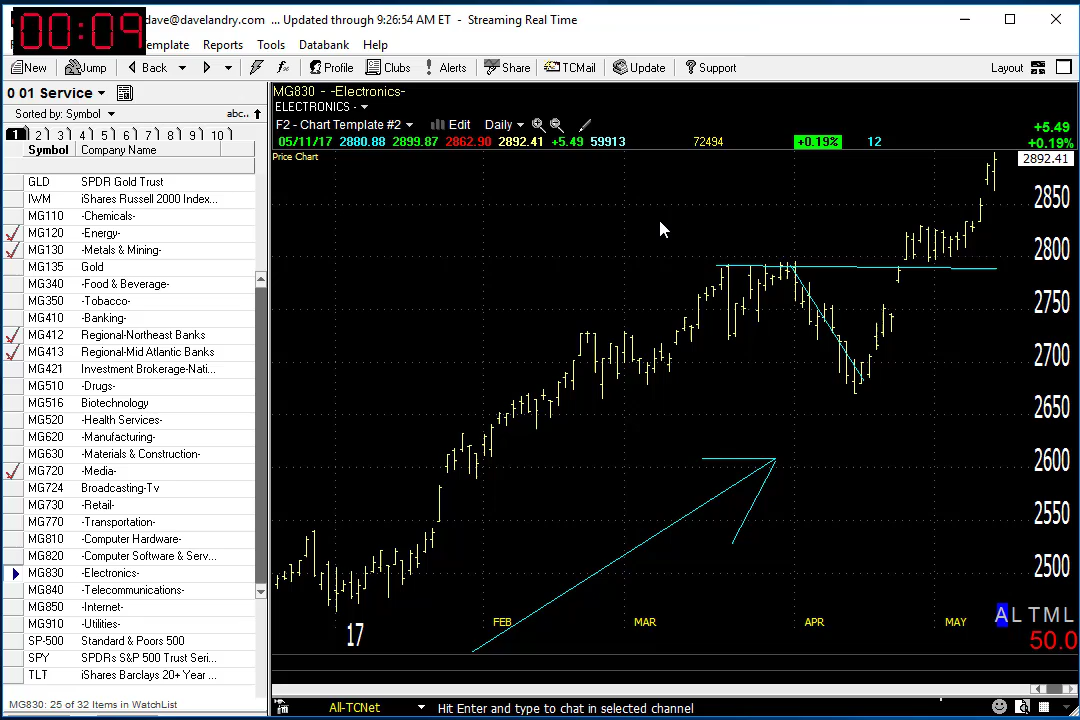 00:09
dave@davelandry.com ... Updated through 9:26:54 AM ET - Streaming Real Time
emplate Reports Tools Databank Help
New Jump Back Profile Clubs Alerts Share TCMail Update Support Layout
0 01 Service
Sorted by: Symbol abc..
1 2 3 4 5 6 7 8 9 10
Symbol Company Name
GLD SPDR Gold Trust
IWM iShares Russell 2000 Index...
MG110 -Chemicals-
MG120 -Energy-
MG130 -Metals & Mining-
MG135 Gold
MG340 -Food & Beverage-
MG350 -Tobacco-
MG410 -Banking-
MG412 Regional-Northeast Banks
MG413 Regional-Mid Atlantic Banks
MG421 Investment Brokerage-Nati...
MG510 -Drugs-
MG516 Biotechnology
MG520 -Health Services-
MG620 -Manufacturing-
MG630 -Materials & Construction-
MG720 -Media-
MG724 Broadcasting-Tv
MG730 -Retail-
MG770 -Transportation-
MG810 -Computer Hardware-
MG820 -Computer Software & Serv...
MG830 -Electronics-
MG840 -Telecommunications-
MG850 -Internet-
MG910 -Utilities-
SP-500 Standard & Poors 500
SPY SPDRs S&P 500 Trust Seri...
TLT iShares Barclays 20+ Year ...
MG830: 25 of 32 Items in WatchList
MG830 - -Electronics-
ELECTRONICS -
F2 - Chart Template #2 Edit Daily
05/11/17 2880.88 2899.87 2862.90 2892.41 +5.49 59913 72494 +0.19% 12
+5.49
+0.19%
Price Chart
2892.41
2850
2800
2750
2700
2650
2600
2550
2500
17 FEB MAR APR MAY
A L T M L
50.0
All-TCNet Hit Enter and type to chat in selected channel